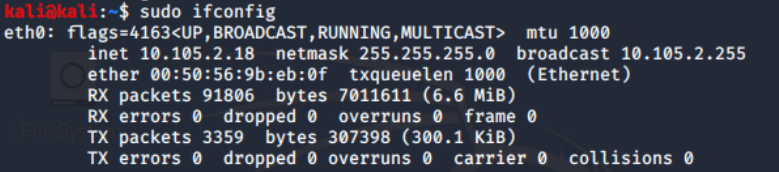 kali@kali:~$ sudo ifconfig
eth0: flags=4163<UP,BROADCAST,RUNNING,MULTICAST>  mtu 1000
        inet 10.105.2.18  netmask 255.255.255.0  broadcast 10.105.2.255
        ether 00:50:56:9b:eb:0f  txqueuelen 1000  (Ethernet)
        RX packets 91806  bytes 7011611 (6.6 MiB)
        RX errors 0  dropped 0  overruns 0  frame 0
File System
        TX packets 3359  bytes 307398 (300.1 KiB)
        TX errors 0  dropped 0 overruns 0  carrier 0  collisions 0